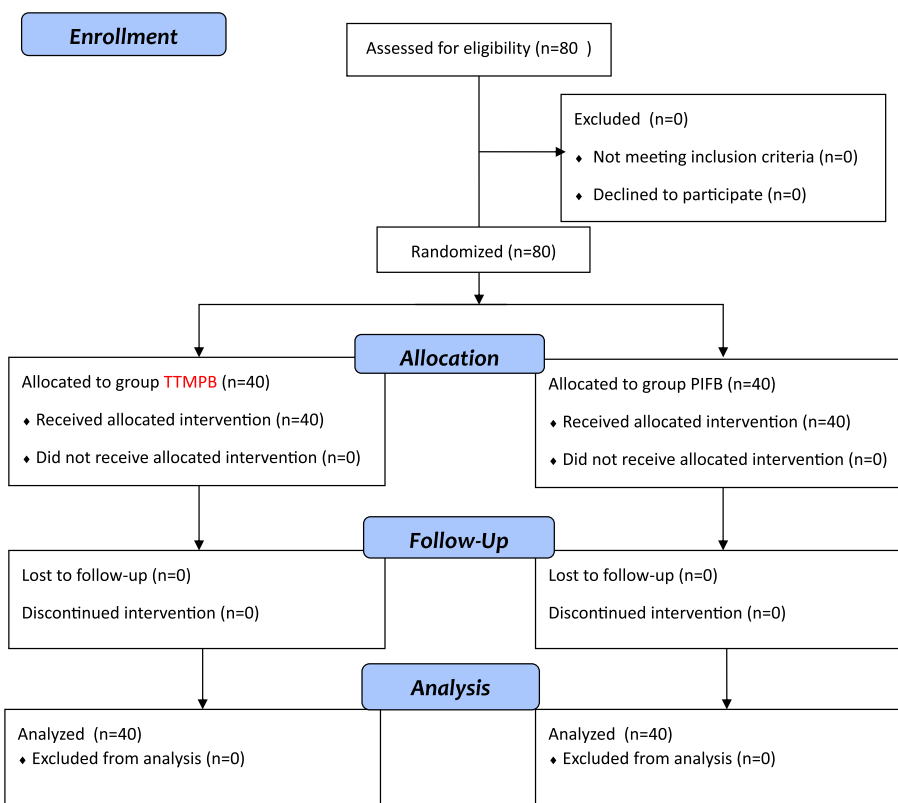 Enrollment
Assessed for eligibility (n=80 )
Excluded (n=0)
♦ Not meeting inclusion criteria (n=0)
♦ Declined to participate (n=0)
Randomized (n=80)
Allocation
Allocated to group TTMPB (n=40)
♦ Received allocated intervention (n=40)
♦ Did not receive allocated intervention (n=0)
Allocated to group PIFB (n=40)
♦ Received allocated intervention (n=40)
♦ Did not receive allocated intervention (n=0)
Follow-Up
Lost to follow-up (n=0)
Discontinued intervention (n=0)
Lost to follow-up (n=0)
Discontinued intervention (n=0)
Analysis
Analyzed (n=40)
♦ Excluded from analysis (n=0)
Analyzed (n=40)
♦ Excluded from analysis (n=0)